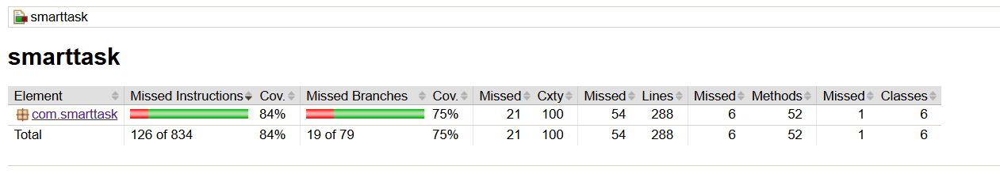 smarttask
smarttask
Element Missed Instructions Cov. Missed Branches Cov. Missed Cxty Missed Lines Missed Methods Missed Classes
com.smarttask 84% 75% 21 100 54 288 6 52 1 6
Total 126 of 834 84% 19 of 79 75% 21 100 54 288 6 52 1 6